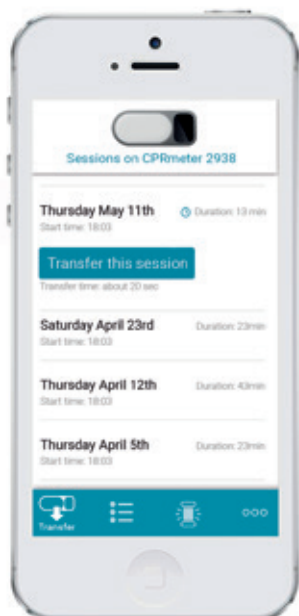 Sessions on CPRmeter 2938
Thursday May 11th Duration: 13 min
Start time: 18:03
Transfer this session
Transfer time: about 20 sec
Saturday April 23rd Duration: 23min
Start time: 18:03
Thursday April 12th Duration: 43min
Start time: 18:03
Thursday April 5th Duration: 23min
Start time: 18:03
Transfer